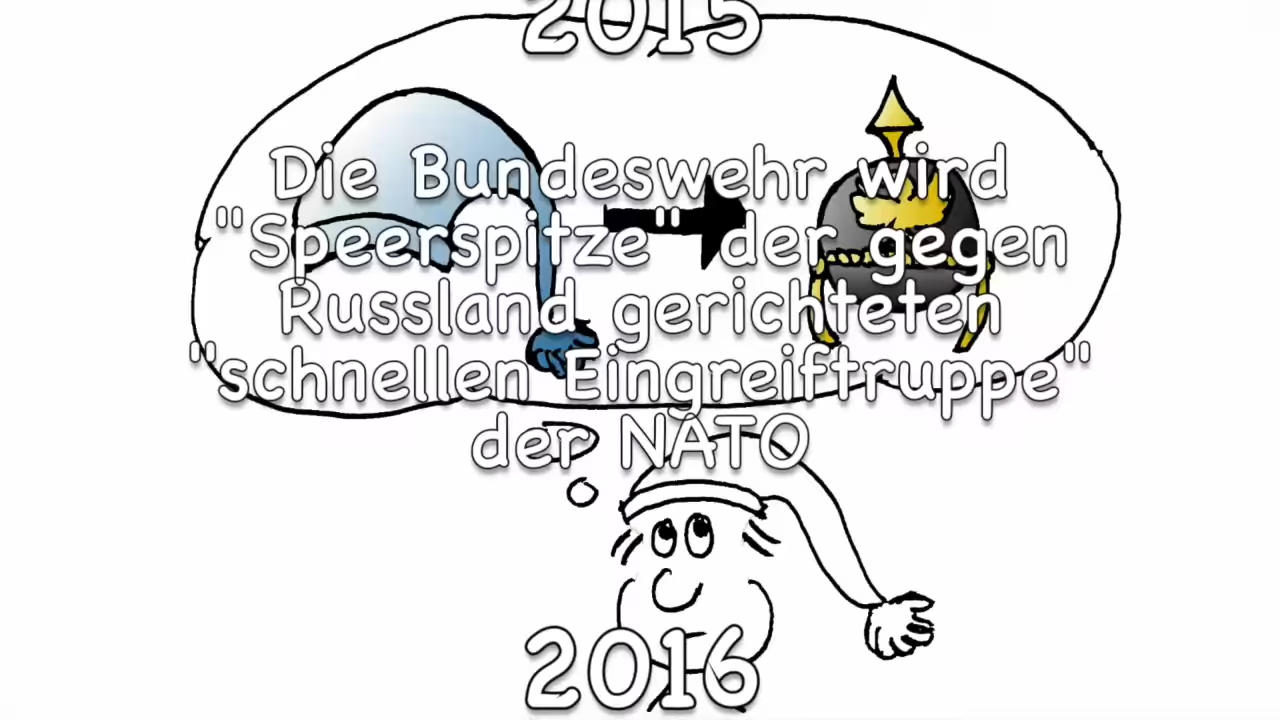 2015
Die Bundeswehr wird
"Speerspitze" der gegen
Russland gerichteten
"schnellen Eingreiftruppe"
der NATO
2016